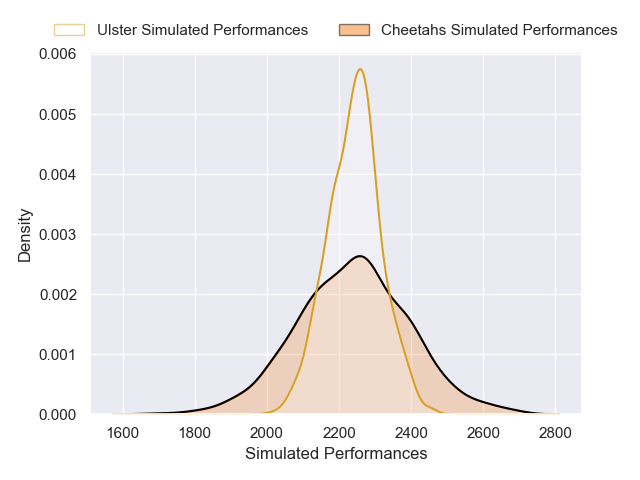 Ulster Simulated Performances
Cheetahs Simulated Performances
0.006
0.005
0.004
0.003
0.002
0.001
0.000
Density
1600 1800 2000 2200 2400 2600 2800
Simulated Performances